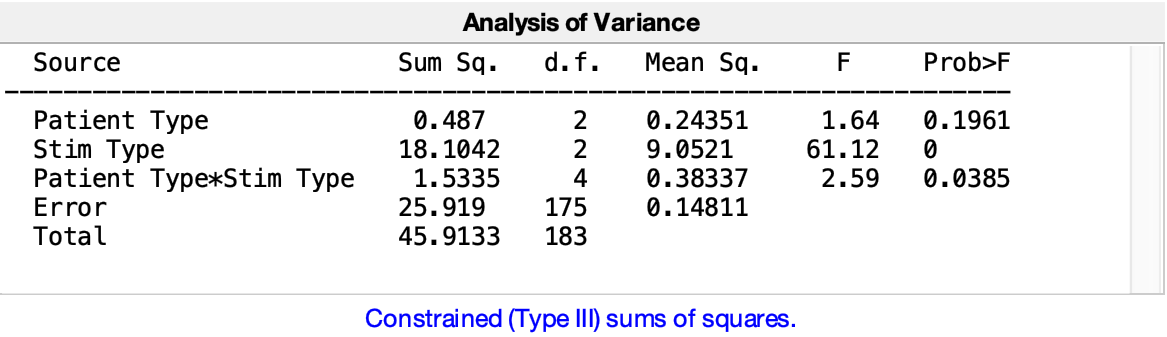 Analysis of Variance
Source Sum Sq. d.f. Mean Sq. F Prob>F
Patient Type 0.487 2 0.24351 1.64 0.1961
Stim Type 18.1042 2 9.0521 61.12 0
Patient Type*Stim Type 1.5335 4 0.38337 2.59 0.0385
Error 25.919 175 0.14811
Total 45.9133 183
Constrained (Type III) sums of squares.